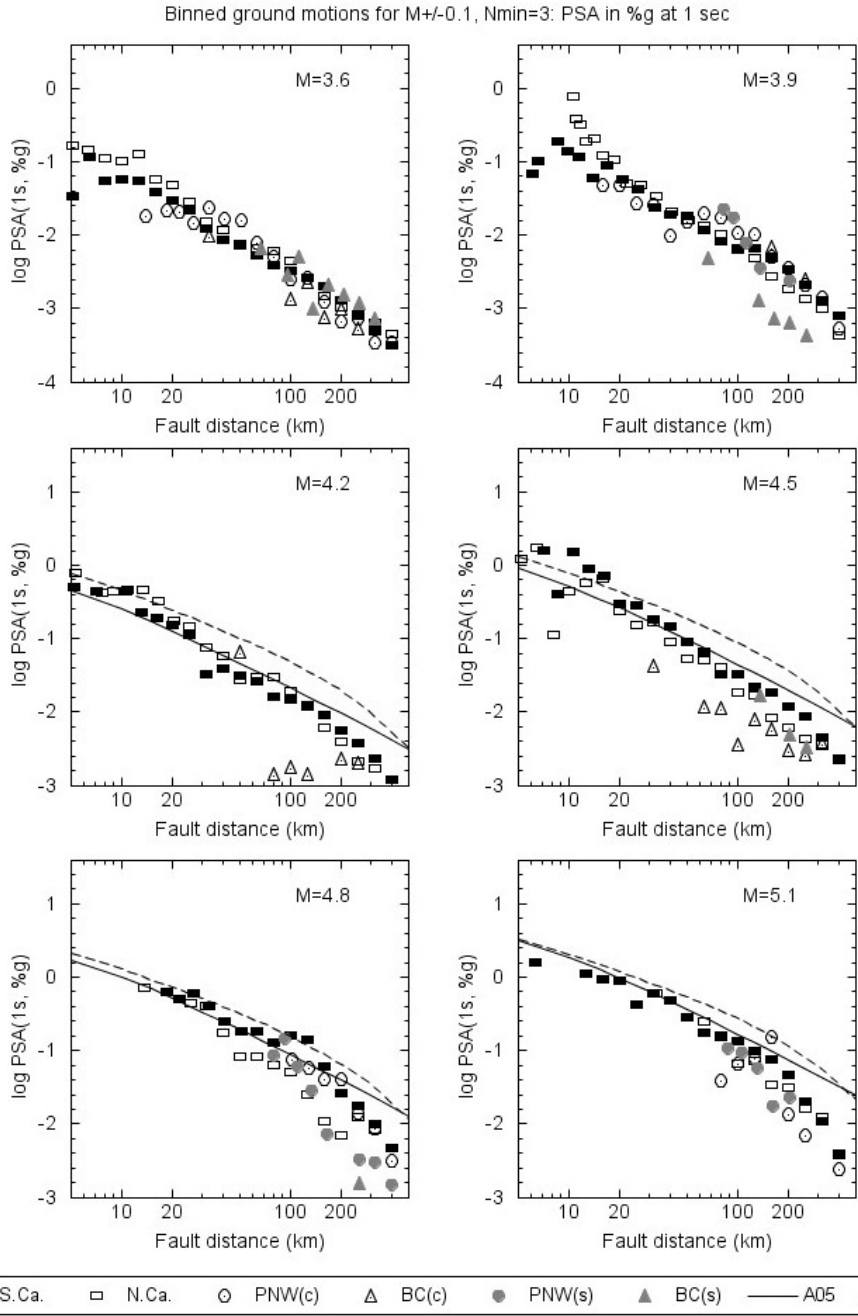 Binned ground motions for M+/-0.1, Nmin=3: PSA in %g at 1 sec
M=3.6
M=3.9
0
-1
-2
-3
-4
log PSA(1s, %g)
10 20 100 200
Fault distance (km)
0
-1
-2
-3
-4
log PSA(1s, %g)
10 20 100 200
Fault distance (km)
M=4.2
M=4.5
1
0
-1
-2
-3
log PSA(1s, %g)
10 20 100 200
Fault distance (km)
1
0
-1
-2
-3
log PSA(1s, %g)
10 20 100 200
Fault distance (km)
M=4.8
M=5.1
1
0
-1
-2
-3
log PSA(1s, %g)
10 20 100 200
Fault distance (km)
1
0
-1
-2
-3
log PSA(1s, %g)
10 20 100 200
Fault distance (km)
S.Ca. N.Ca. PNW(c) BC(c) PNW(s) BC(s) A05